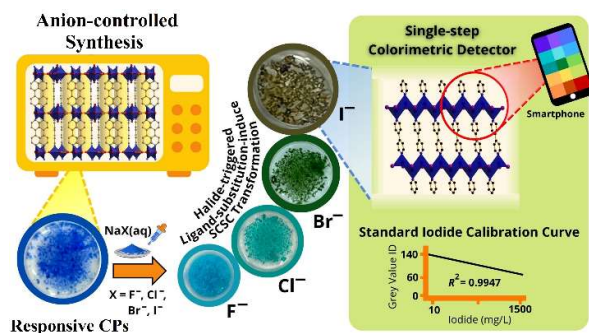 Anion-controlled
Synthesis
Responsive CPs
NaX(aq)
X = F⁻, Cl⁻,
Br⁻, I⁻
Halide-triggered
Ligand-substitution-induce
SCSC Transformation
F⁻
Cl⁻
Br⁻
I⁻
Single-step
Colorimetric Detector
Smartphone
Standard Iodide Calibration Curve
Grey Value ID
140
60
0
R² = 0.9947
10
1500
Iodide (mg/L)